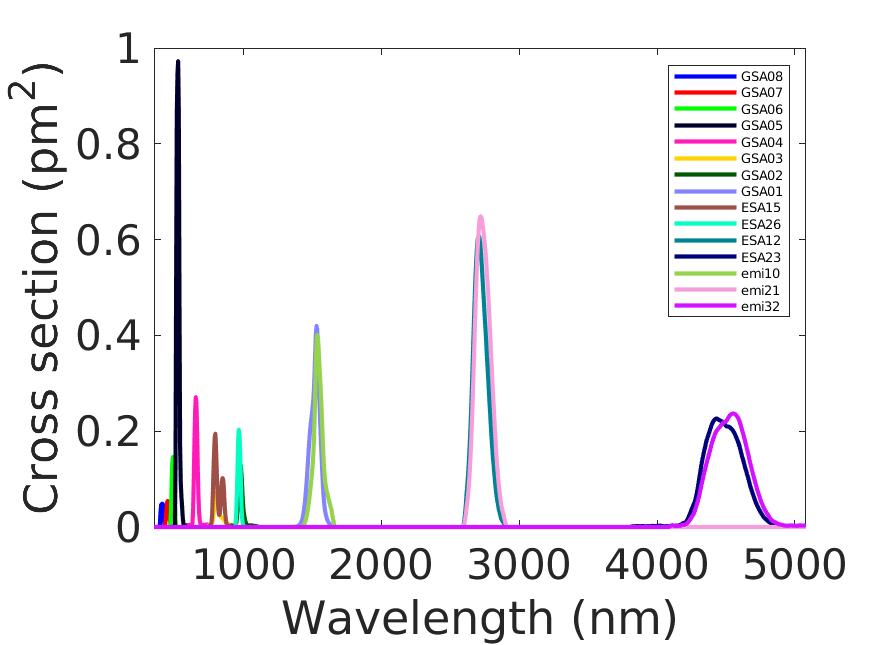 1
0.8
0.6
0.4
0.2
0
Cross section (pm²)
GSA08
GSA07
GSA06
GSA05
GSA04
GSA03
GSA02
GSA01
ESA15
ESA26
ESA12
ESA23
emi10
emi21
emi32
1000 2000 3000 4000 5000
Wavelength (nm)